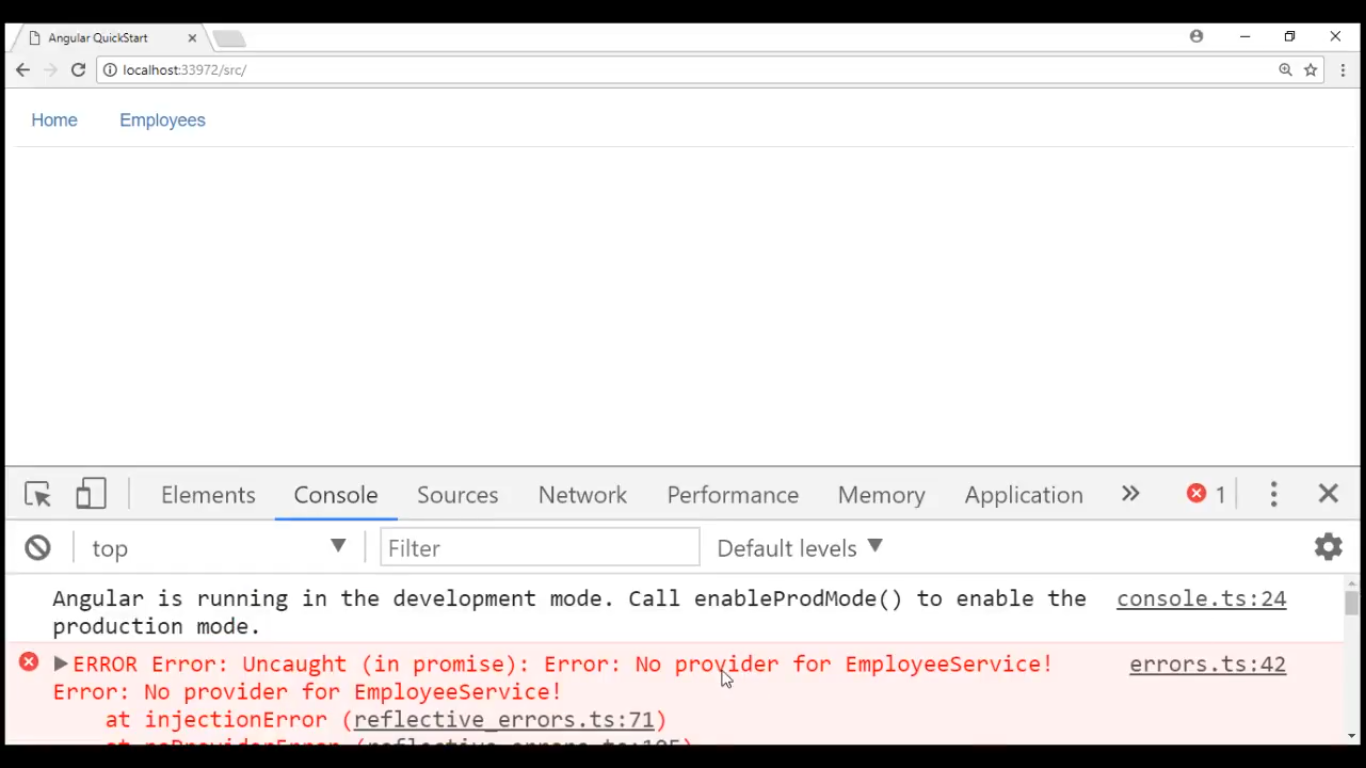 Angular QuickStart
localhost:33972/src/
Home Employees
Elements Console Sources Network Performance Memory Application 1
top Filter Default levels
Angular is running in the development mode. Call enableProdMode() to enable the console.ts:24
production mode.
ERROR Error: Uncaught (in promise): Error: No provider for EmployeeService! errors.ts:42
Error: No provider for EmployeeService!
at injectionError (reflective_errors.ts:71)